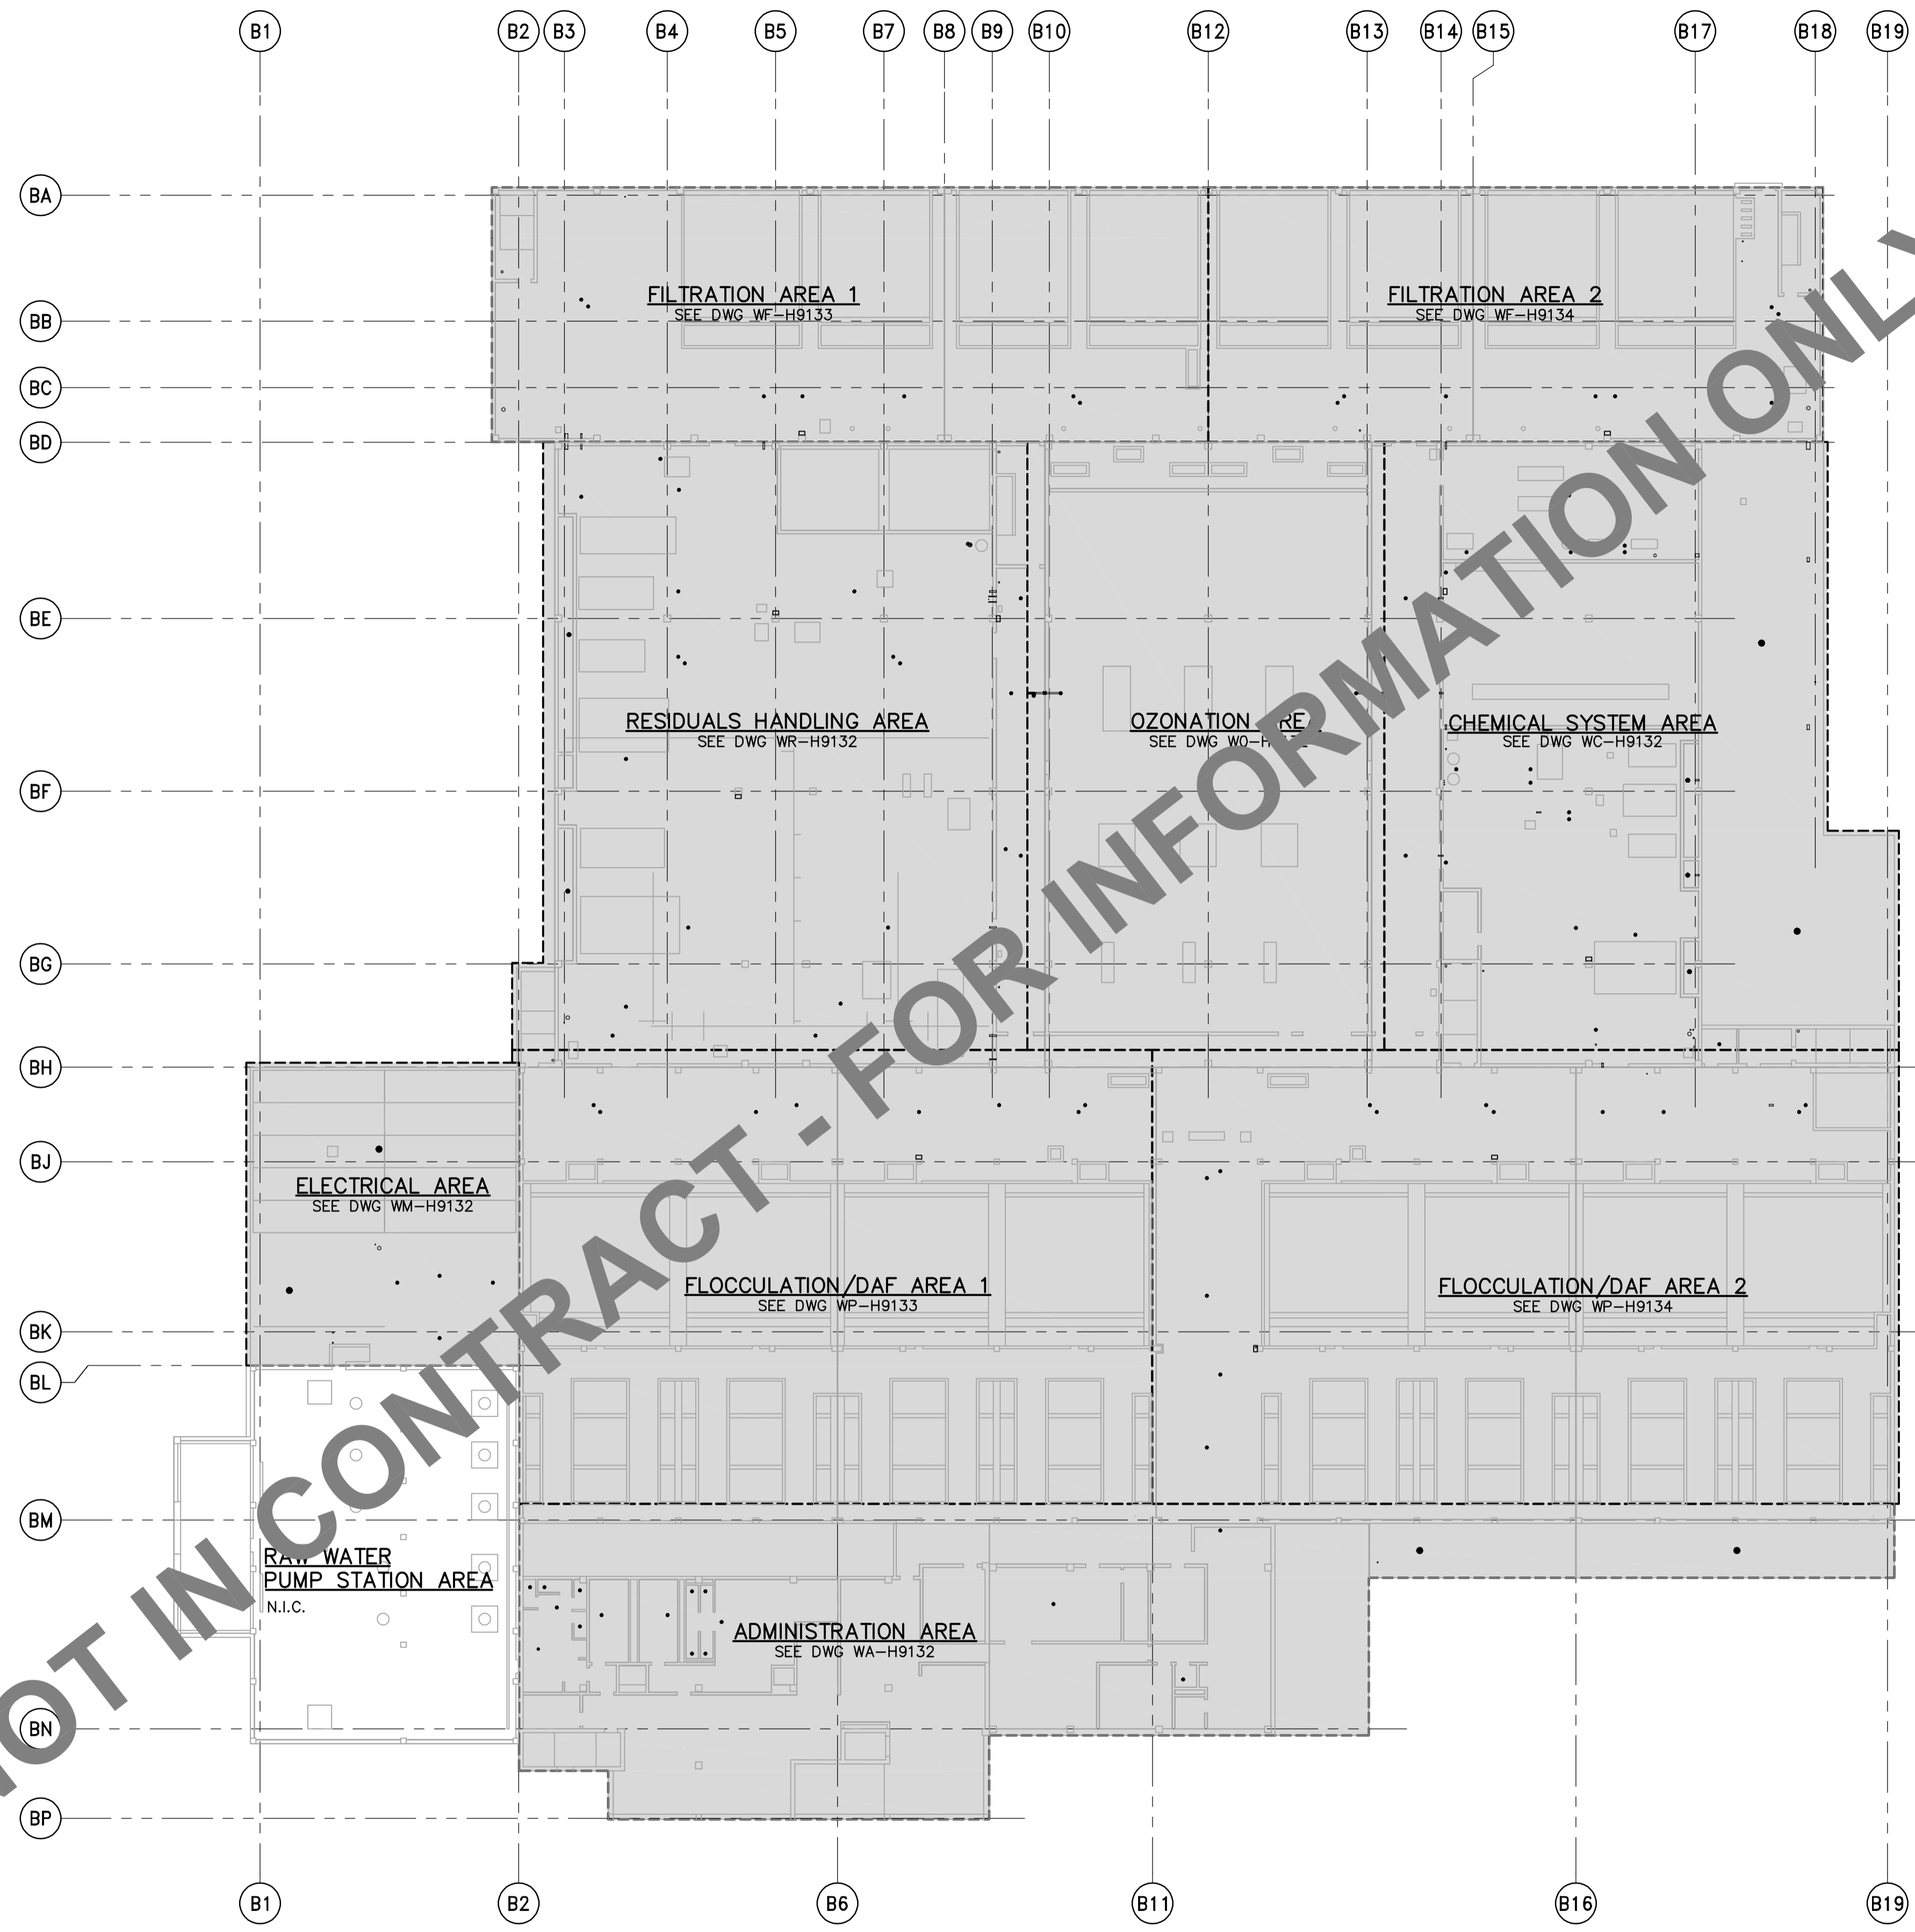 B1
B2
B3
B4
B5
B7
B8
B9
B10
B12
B13
B14
B15
B17
B18
B19
BA
BB
BC
BD
BE
BF
BG
BH
BJ
BK
BL
BM
BN
BP
FILTRATION AREA 1
SEE DWG WF-H9133
FILTRATION AREA 2
SEE DWG WF-H9134
RESIDUALS HANDLING AREA
SEE DWG WR-H9132
OZONATION
SEE DWG
CHEMICAL SYSTEM AREA
SEE DWG WC-H9132
ELECTRICAL AREA
SEE DWG WM-H9132
FLOCCULATION/DAF AREA 1
SEE DWG WP-H9133
FLOCCULATION/DAF AREA 2
SEE DWG WP-H9134
RAW WATER
PUMP STATION AREA
N.I.C.
ADMINISTRATION AREA
SEE DWG WA-H9132
NOT IN CONTRACT - FOR INFORMATION ONLY
B1
B2
B6
B11
B16
B19